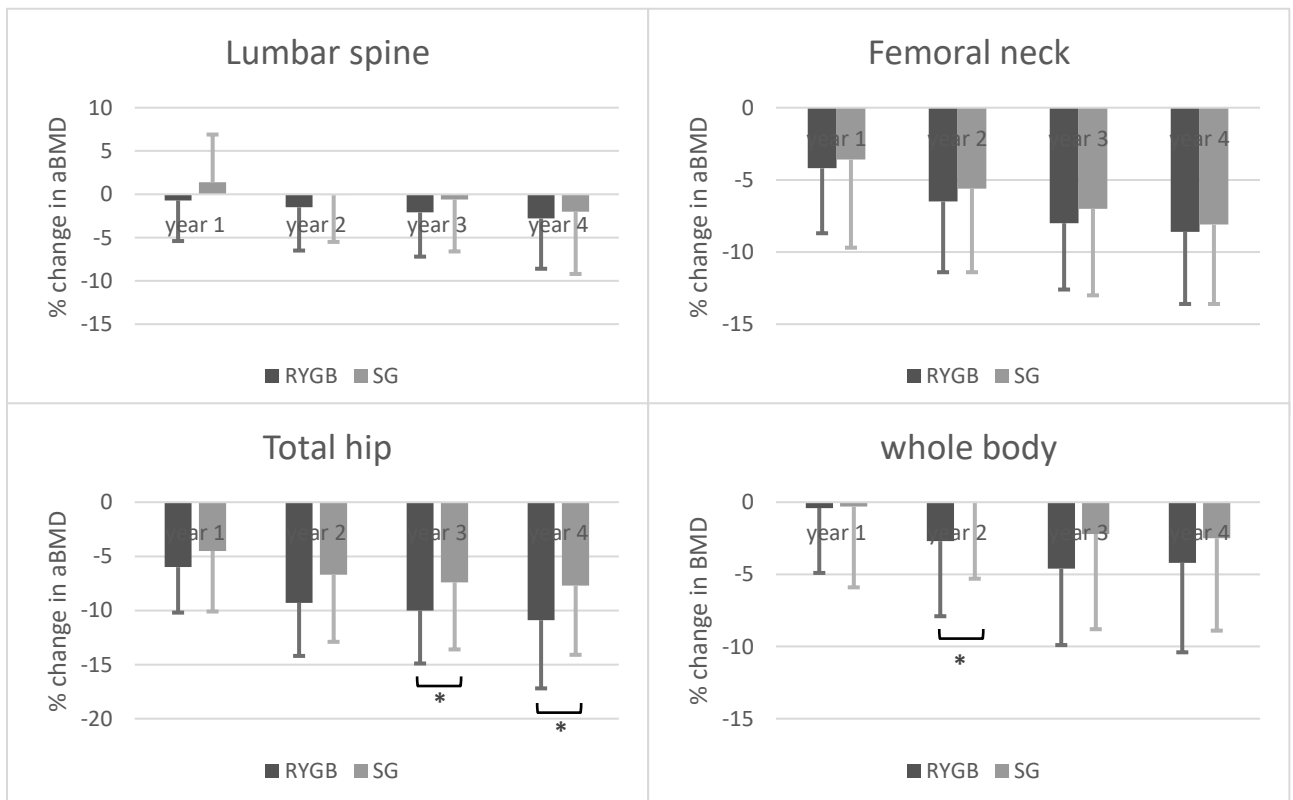 Lumbar spine
% change in aBMD
10
5
0
-5
-10
-15
year 1 year 2 year 3 year 4
RYGB SG
Femoral neck
% change in aBMD
0
-5
-10
-15
year 1 year 2 year 3 year 4
RYGB SG
Total hip
% change in aBMD
0
-5
-10
-15
-20
year 1 year 2 year 3 year 4
*
*
RYGB SG
whole body
% change in BMD
0
-5
-10
-15
year 1 year 2 year 3 year 4
*
RYGB SG